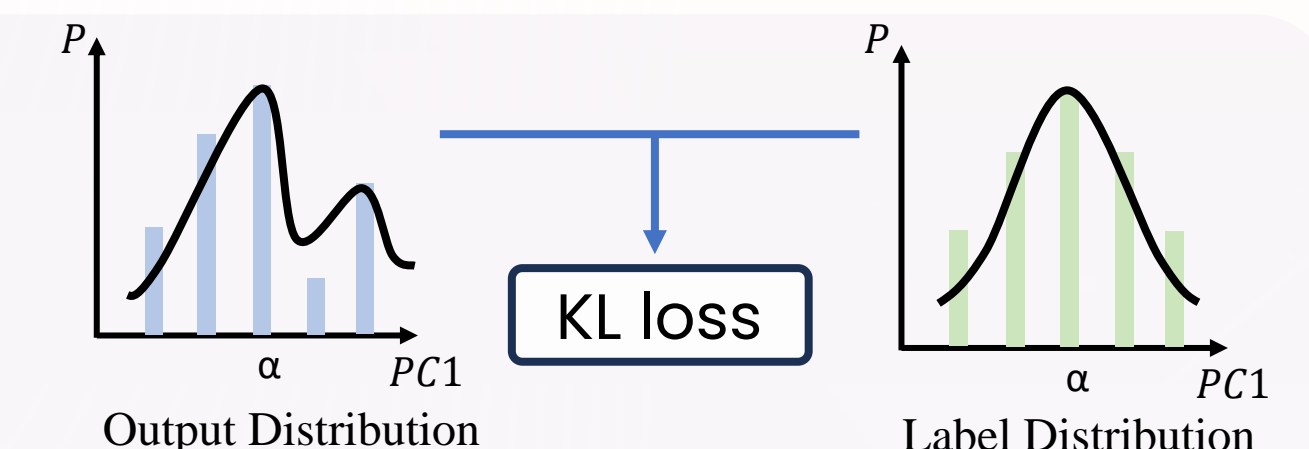 P
P
KL loss
α
PC1
α
PC1
Output Distribution
Label Distribution